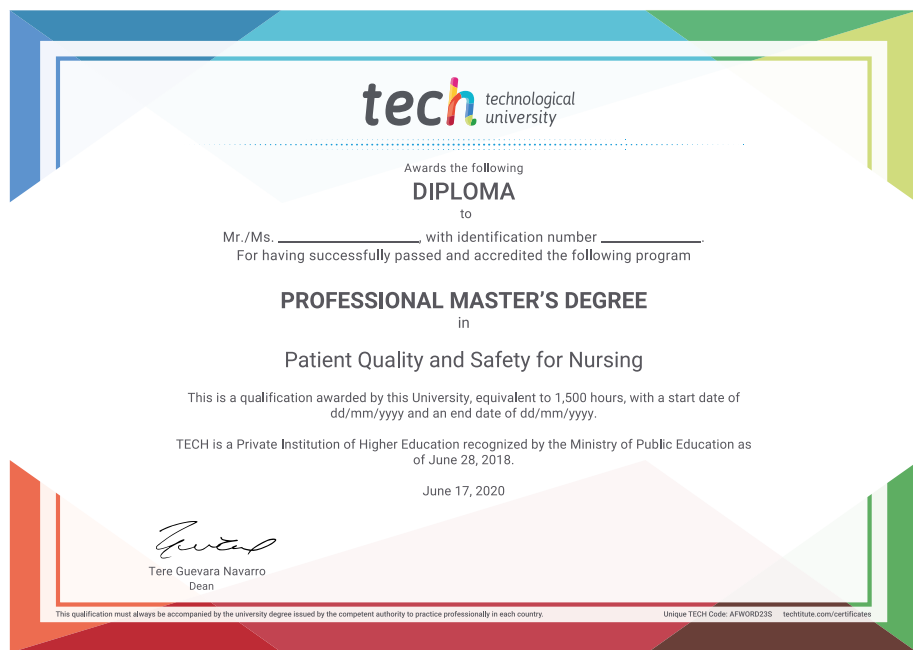 tech technological
university
Awards the following
DIPLOMA
to
Mr./Ms. ____________________, with identification number ______________.
For having successfully passed and accredited the following program
PROFESSIONAL MASTER'S DEGREE
in
Patient Quality and Safety for Nursing
This is a qualification awarded by this University, equivalent to 1,500 hours, with a start date of
dd/mm/yyyy and an end date of dd/mm/yyyy.
TECH is a Private Institution of Higher Education recognized by the Ministry of Public Education as
of June 28, 2018.
June 17, 2020
Tere Guevara Navarro
Dean
This qualification must always be accompanied by the university degree issued by the competent authority to practice professionally in each country. Unique TECH Code: AFWORD23S techtitute.com/certificates